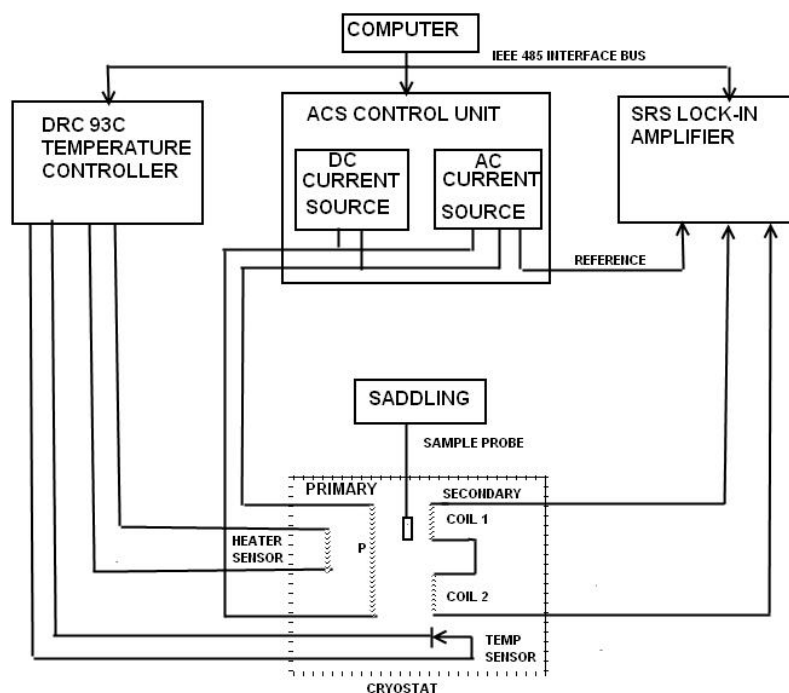 COMPUTER
IEEE 485 INTERFACE BUS
DRC 93C
TEMPERATURE
CONTROLLER
ACS CONTROL UNIT
DC
CURRENT
SOURCE
AC
CURRENT
SOURCE
SRS LOCK-IN
AMPLIFIER
REFERENCE
SADDLING
SAMPLE PROBE
PRIMARY
SECONDARY
COIL 1
HEATER
SENSOR
P
COIL 2
TEMP
SENSOR
CRYOSTAT